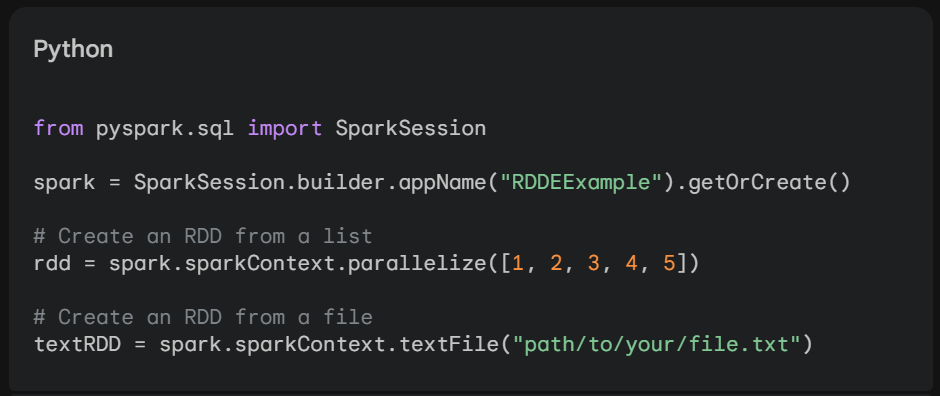 Python
from pyspark.sql import SparkSession
spark = SparkSession.builder.appName("RDDEExample").getOrCreate()
# Create an RDD from a list
rdd = spark.sparkContext.parallelize([1, 2, 3, 4, 5])
# Create an RDD from a file
textRDD = spark.sparkContext.textFile("path/to/your/file.txt")